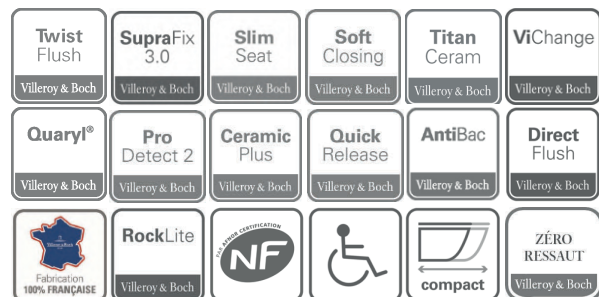 Twist
Flush
Villeroy & Boch
SupraFix
3.0
Villeroy & Boch
Slim
Seat
Villeroy & Boch
Soft
Closing
Villeroy & Boch
Titan
Ceram
Villeroy & Boch
ViChange
Villeroy & Boch
Quaryl®
Villeroy & Boch
Pro
Detect 2
Villeroy & Boch
Ceramic
Plus
Villeroy & Boch
Quick
Release
Villeroy & Boch
AntiBac
Villeroy & Boch
Direct
Flush
Villeroy & Boch
Fabrication
100% FRANÇAISE
RockLite
Villeroy & Boch
PAR AFNOR CERTIFICATION
NF
compact
ZÉRO
RESSAUT
Villeroy & Boch